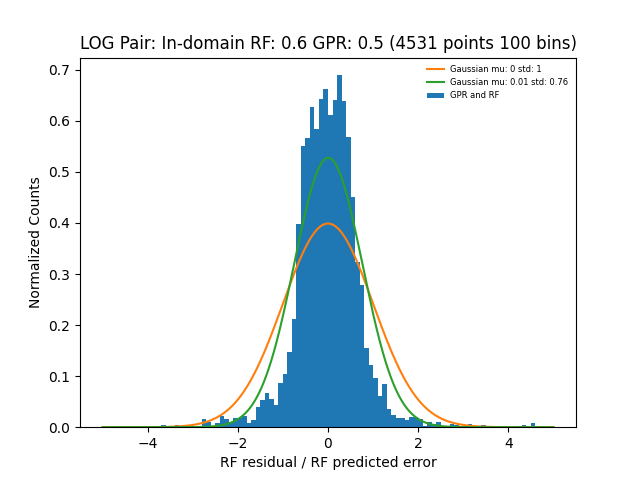 LOG Pair: In-domain RF: 0.6 GPR: 0.5 (4531 points 100 bins)
Gaussian mu: 0 std: 1
Gaussian mu: 0.01 std: 0.76
GPR and RF
Normalized Counts
0.7
0.6
0.5
0.4
0.3
0.2
0.1
0.0
−4
−2
0
2
4
RF residual / RF predicted error